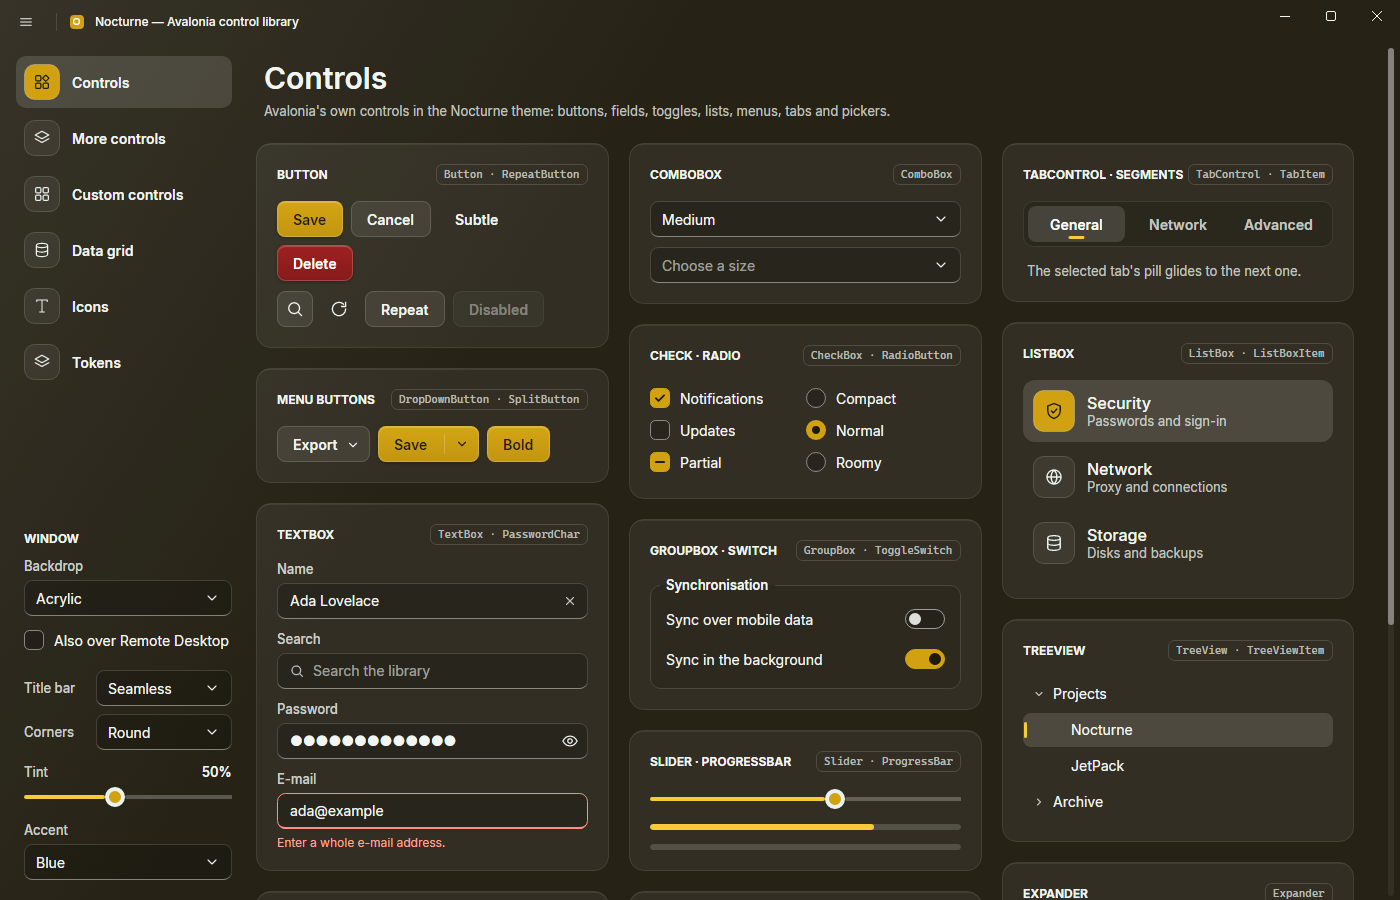 Nocturne — Avalonia control library
Controls
More controls
Custom controls
Data grid
Icons
Tokens
WINDOW
Backdrop
Acrylic
Also over Remote Desktop
Title bar
Seamless
Corners
Round
Tint
50%
Accent
Blue
Controls
Avalonia's own controls in the Nocturne theme: buttons, fields, toggles, lists, menus, tabs and pickers.
BUTTON
Button · RepeatButton
Save
Cancel
Subtle
Delete
Repeat
Disabled
MENU BUTTONS
DropDownButton · SplitButton
Export
Save
Bold
TEXTBOX
TextBox · PasswordChar
Name
Ada Lovelace
Search
Search the library
Password
E-mail
ada@example
Enter a whole e-mail address.
COMBOBOX
ComboBox
Medium
Choose a size
CHECK · RADIO
CheckBox · RadioButton
Notifications
Compact
Updates
Normal
Partial
Roomy
GROUPBOX · SWITCH
GroupBox · ToggleSwitch
Synchronisation
Sync over mobile data
Sync in the background
SLIDER · PROGRESSBAR
Slider · ProgressBar
TABCONTROL · SEGMENTS
TabControl · TabItem
General
Network
Advanced
The selected tab's pill glides to the next one.
LISTBOX
ListBox · ListBoxItem
Security
Passwords and sign-in
Network
Proxy and connections
Storage
Disks and backups
TREEVIEW
TreeView · TreeViewItem
Projects
Nocturne
JetPack
Archive
EXPANDER
Expander